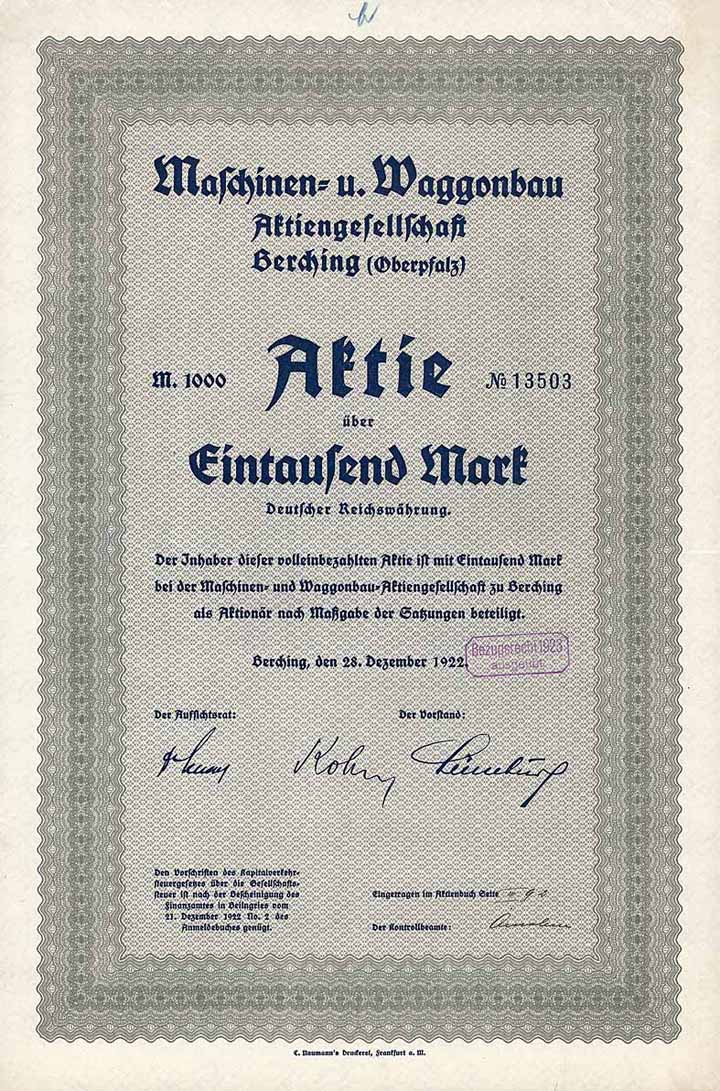 Maschinen- u. Waggonbau
Aktiengesellschaft
Berching (Oberpfalz)
M. 1000 Aktie № 13503
über
Eintausend Mark
Deutscher Reichswährung.
Der Inhaber dieser volleinbezahlten Aktie ist mit Eintausend Mark
bei der Maschinen- und Waggonbau-Aktiengesellschaft zu Berching
als Aktionär nach Maßgabe der Satzungen beteiligt.
Berching, den 28. Dezember 1922.
Bezugsrecht 1923
ausgeübt
Der Aufsichtsrat: Der Vorstand:
Den Vorschriften des Kapitalverkehr-
steuergesetzes über die Gesellschafts-
steuer ist nach der Bescheinigung des
Finanzamtes in Beilngries vom
21. Dezember 1922 No. 2 des
Anmeldebuches genügt.
Eingetragen im Aktienbuch Seite
Der Kontrollbeamte:
C. Naumann's Druckerei, Frankfurt a. M.